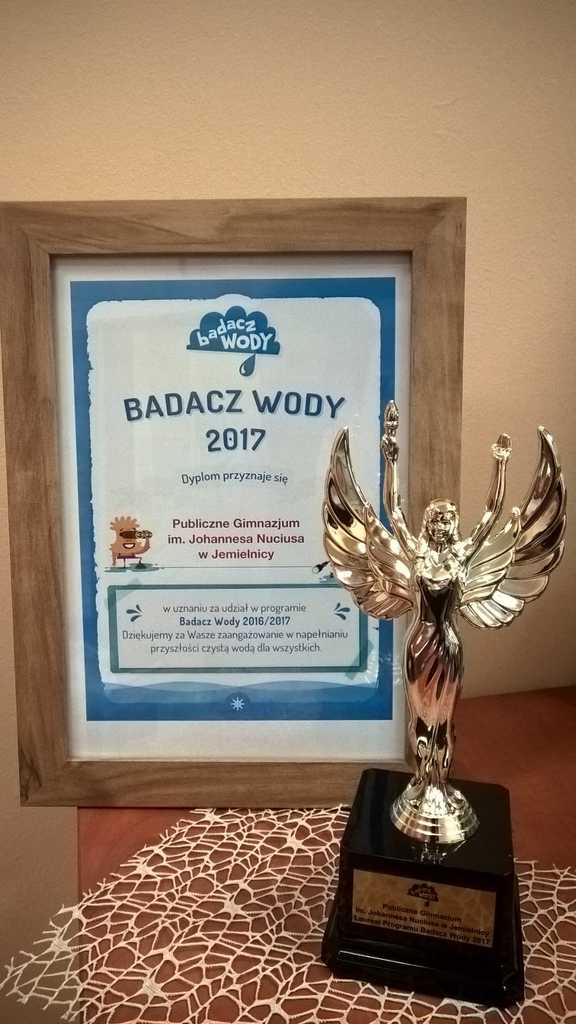 badacz
WODY
BADACZ WODY
2017
Dyplom przyznaje się
Publiczne Gimnazjum
im. Johannesa Nuciusa
w Jemielnicy
w uznaniu za udział w programie
Badacz Wody 2016/2017
Dziękujemy za Wasze zaangażowanie w napełnianiu
przyszłości czystą wodą dla wszystkich.
Publiczne Gimnazjum
im. Johannesa Nuciusa w Jemielnicy
Laureat Programu Badacz Wody 2017